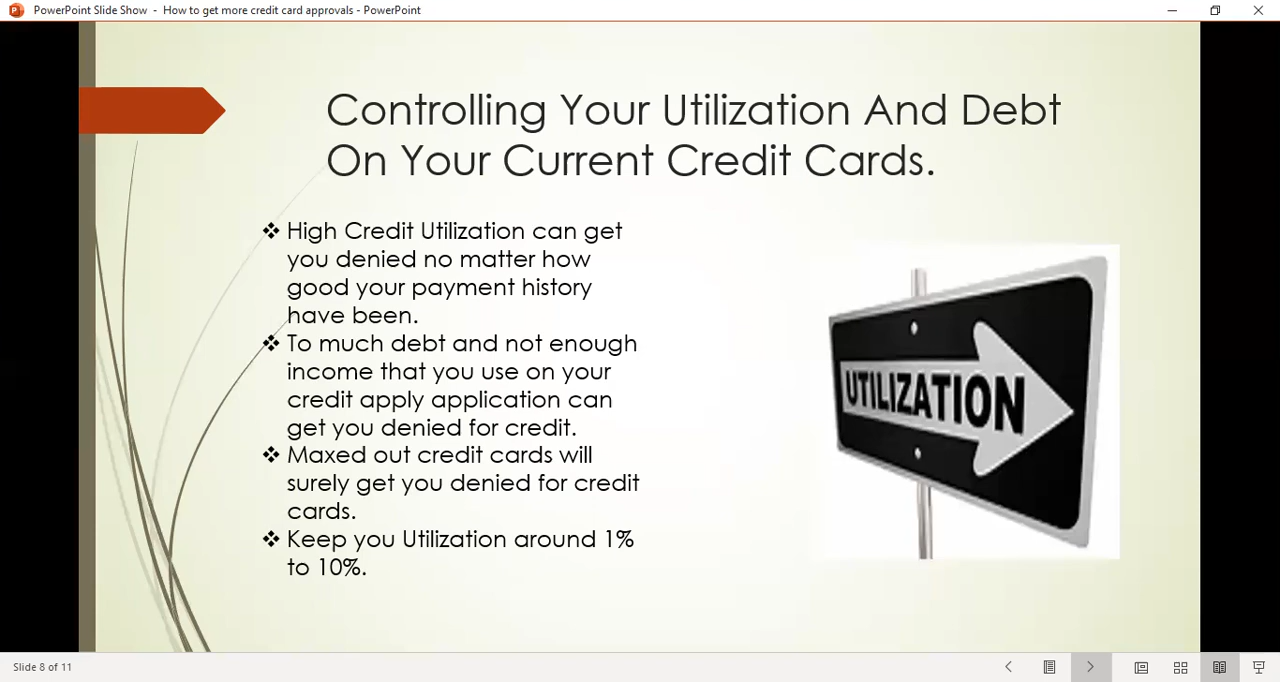 PowerPoint Slide Show - How to get more credit card approvals - PowerPoint
Controlling Your Utilization And Debt
On Your Current Credit Cards.
❖ High Credit Utilization can get
you denied no matter how
good your payment history
have been.
❖ To much debt and not enough
income that you use on your
credit apply application can
get you denied for credit.
❖ Maxed out credit cards will
surely get you denied for credit
cards.
❖ Keep you Utilization around 1%
to 10%.
UTILIZATION
Slide 8 of 11